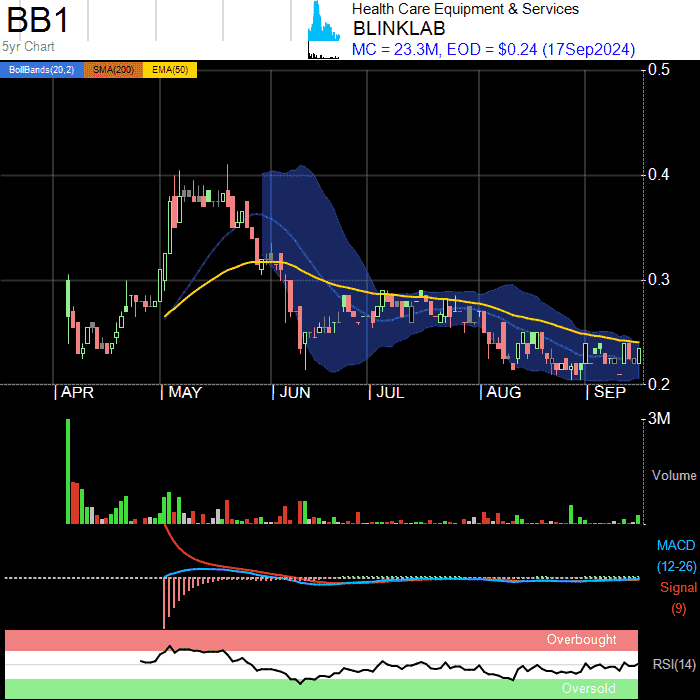 BB1
5yr Chart
Health Care Equipment & Services
BLINKLAB
MC = 23.3M, EOD = $0.24 (17Sep2024)
BollBands(20,2) SMA(200) EMA(50)
0.5
0.4
0.3
0.2
APR MAY JUN JUL AUG SEP
3M
Volume
MACD
(12-26)
Signal
(9)
Overbought
RSI(14)
Oversold